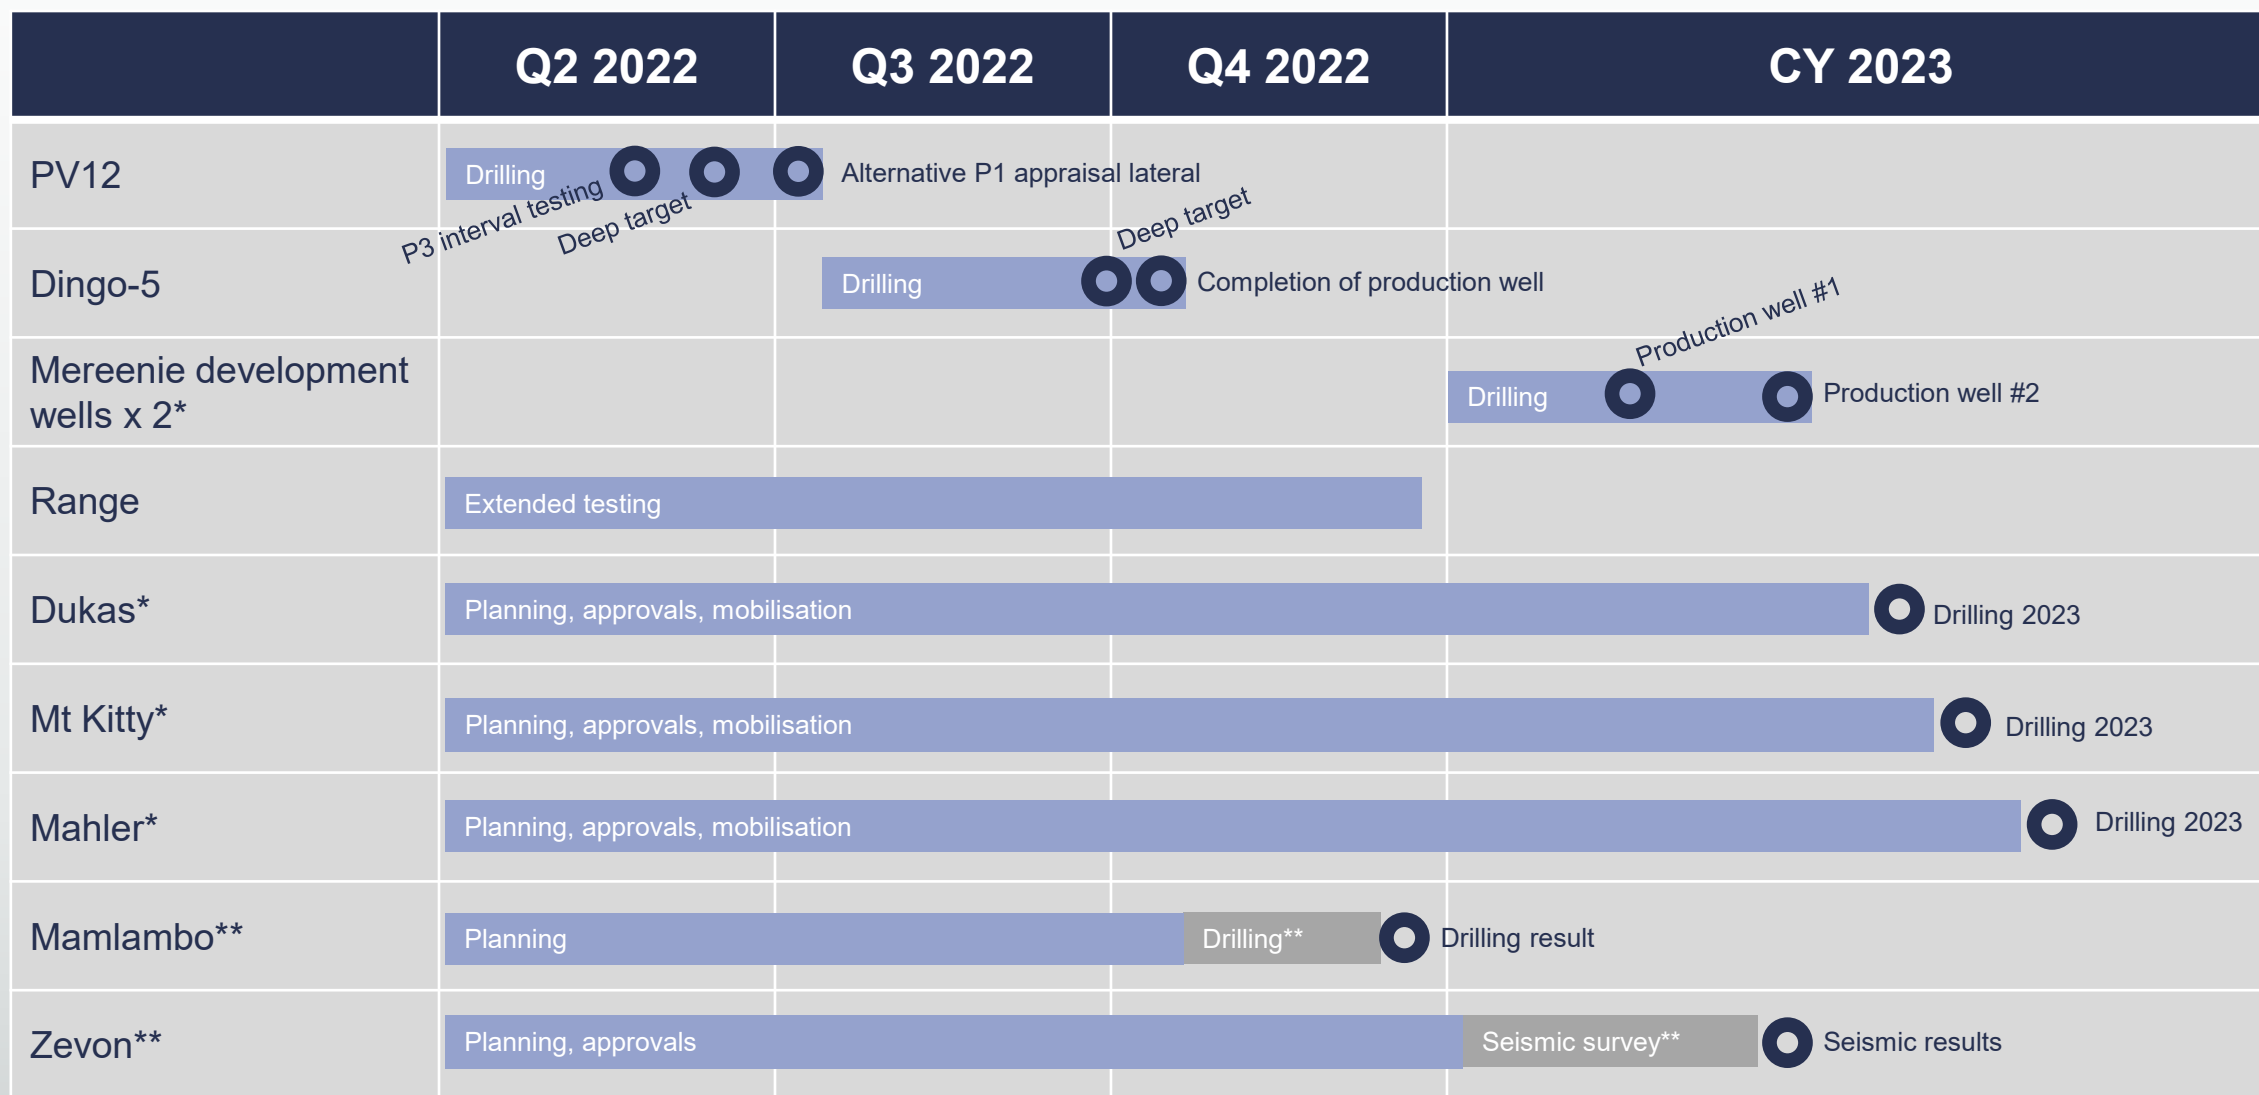 Q2 2022
Q3 2022
Q4 2022
CY 2023
PV12
Drilling
P3 interval testing
Deep target
Alternative P1 appraisal lateral
Dingo-5
Drilling
Deep target
Completion of production well
Mereenie development
wells x 2*
Drilling
Production well #1
Production well #2
Range
Extended testing
Dukas*
Planning, approvals, mobilisation
Drilling 2023
Mt Kitty*
Planning, approvals, mobilisation
Drilling 2023
Mahler*
Planning, approvals, mobilisation
Drilling 2023
Mamlambo**
Planning
Drilling**
Drilling result
Zevon**
Planning, approvals
Seismic survey**
Seismic results